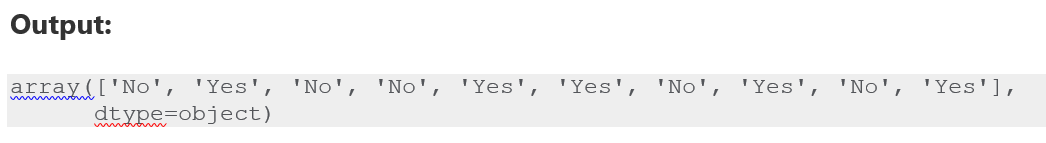 Output:
array(['No', 'Yes', 'No', 'No', 'Yes', 'Yes', 'No', 'Yes', 'No', 'Yes'],
dtype=object)